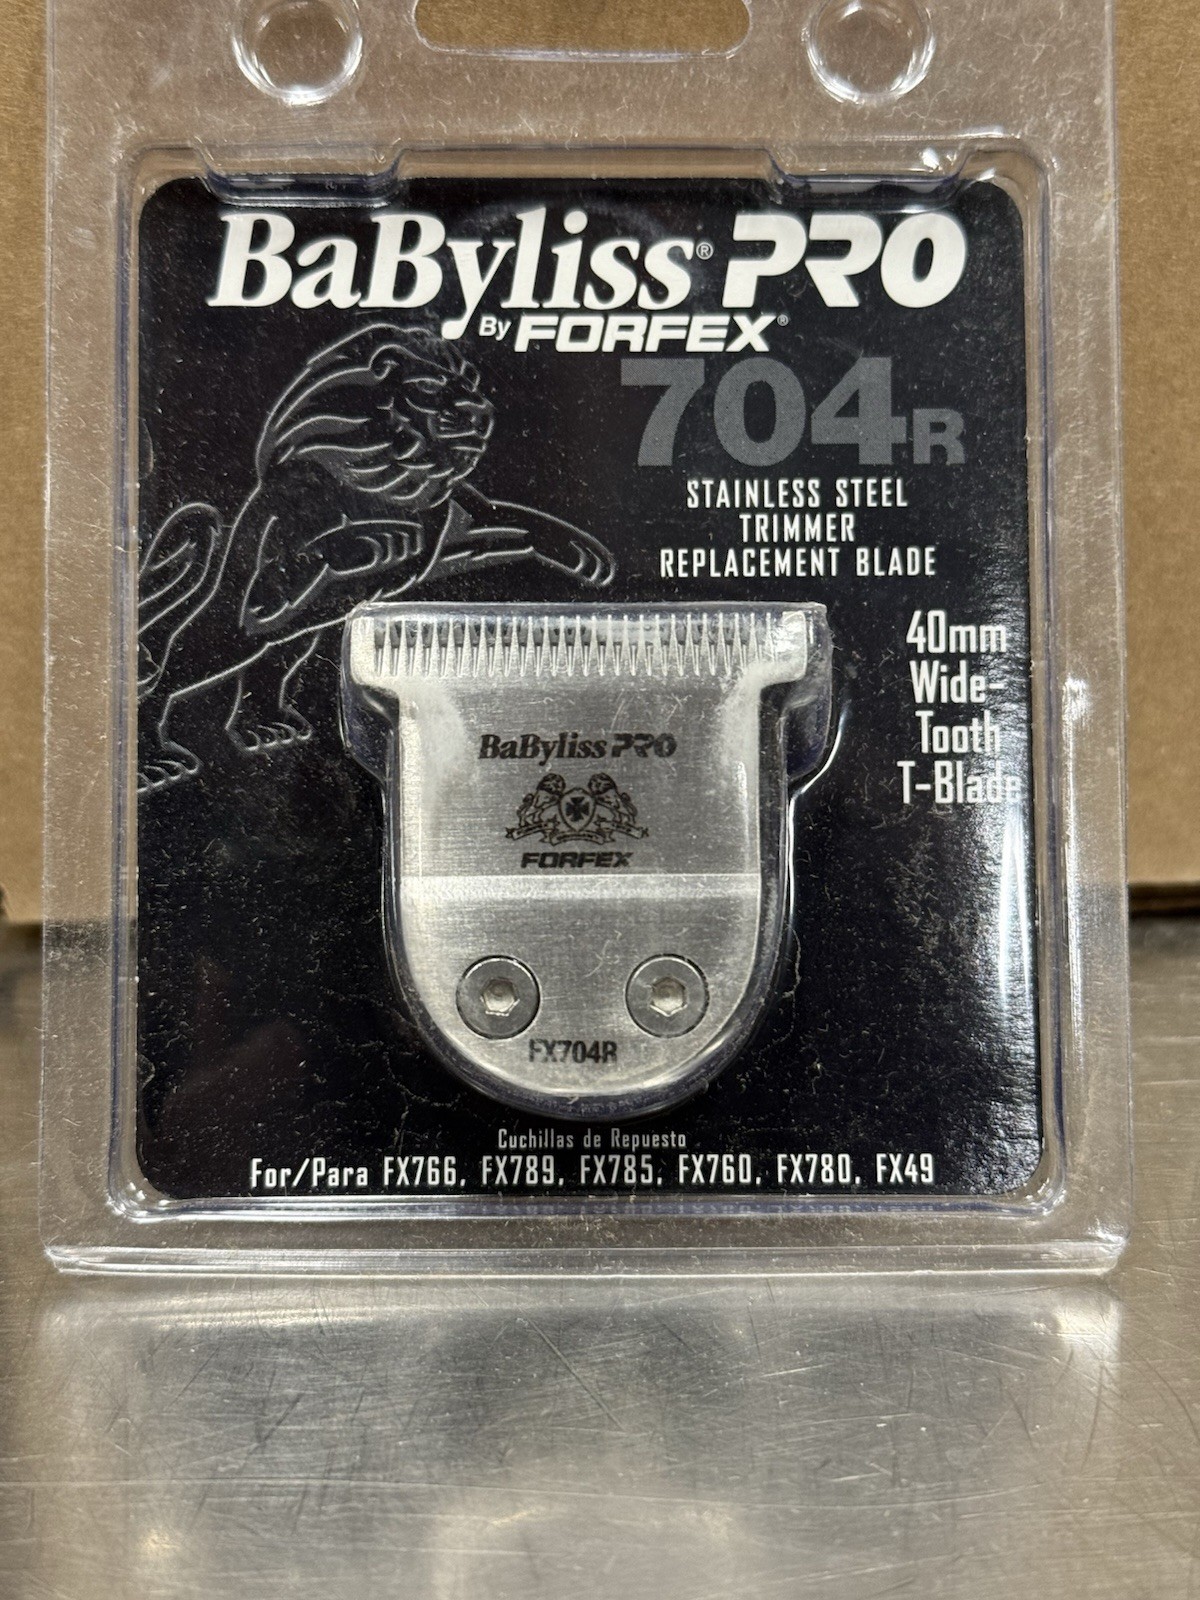 BaByliss® PRO
By FORFEX®
704R
STAINLESS STEEL
TRIMMER
REPLACEMENT BLADE
40mm
Wide-
Tooth
T-Blade
BaByliss PRO
FORFEX
FX704R
Cuchillas de Repuesto
For/Para FX766, FX789, FX785, FX760, FX780, FX49